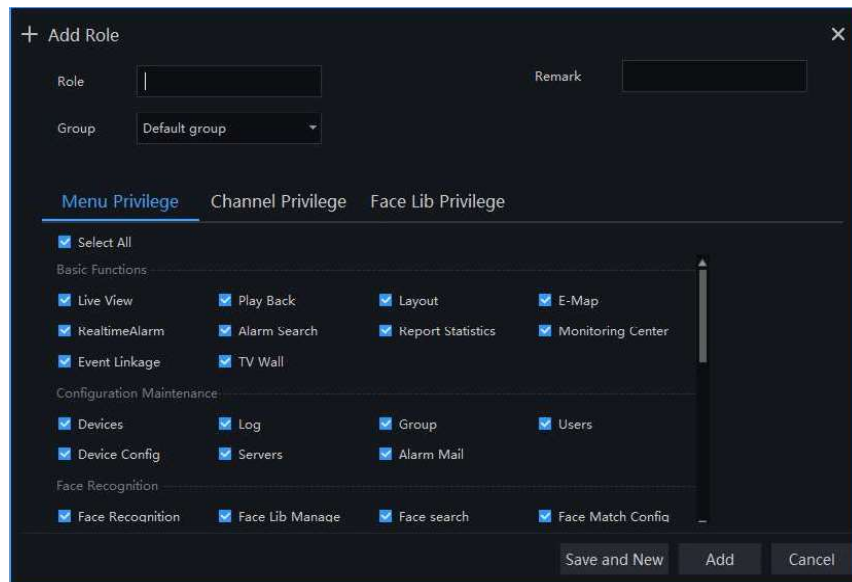 Add Role
Role Remark
Group Default group
Menu Privilege Channel Privilege Face Lib Privilege
Select All
Basic Functions
Live View Play Back Layout E-Map
RealtimeAlarm Alarm Search Report Statistics Monitoring Center
Event Linkage TV Wall
Configuration Maintenance
Devices Log Group Users
Device Config Servers Alarm Mail
Face Recognition
Face Recognition Face Lib Manage Face search Face Match Config
Save and New Add Cancel